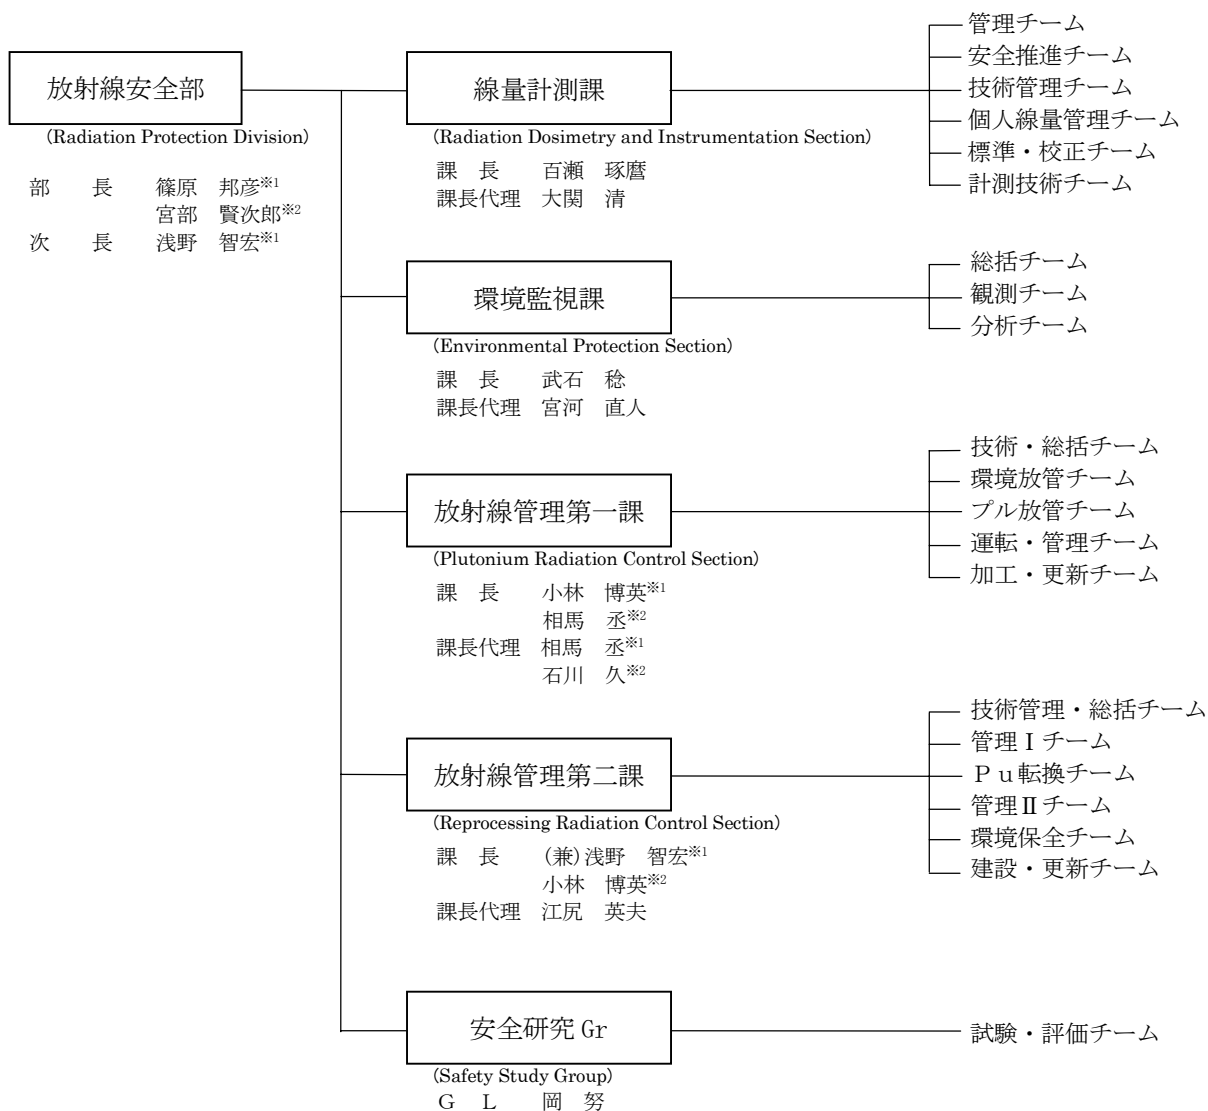 放射線安全部
(Radiation Protection Division)
部　長　篠原　邦彦※1
宮部　賢次郎※2
次　長　浅野　智宏※1
線量計測課
(Radiation Dosimetry and Instrumentation Section)
課　長　百瀬　琢麿
課長代理　大関　清
管理チーム
安全推進チーム
技術管理チーム
個人線量管理チーム
標準・校正チーム
計測技術チーム
環境監視課
(Environmental Protection Section)
課　長　武石　稔
課長代理　宮河　直人
総括チーム
観測チーム
分析チーム
放射線管理第一課
(Plutonium Radiation Control Section)
課　長　小林　博英※1
相馬　丞※2
課長代理　相馬　丞※1
石川　久※2
技術・総括チーム
環境放管チーム
プル放管チーム
運転・管理チーム
加工・更新チーム
放射線管理第二課
(Reprocessing Radiation Control Section)
課　長　(兼)浅野　智宏※1
小林　博英※2
課長代理　江尻　英夫
技術管理・総括チーム
管理Ⅰチーム
Ｐｕ転換チーム
管理Ⅱチーム
環境保全チーム
建設・更新チーム
安全研究 Gr
(Safety Study Group)
Ｇ　Ｌ　岡　努
試験・評価チーム